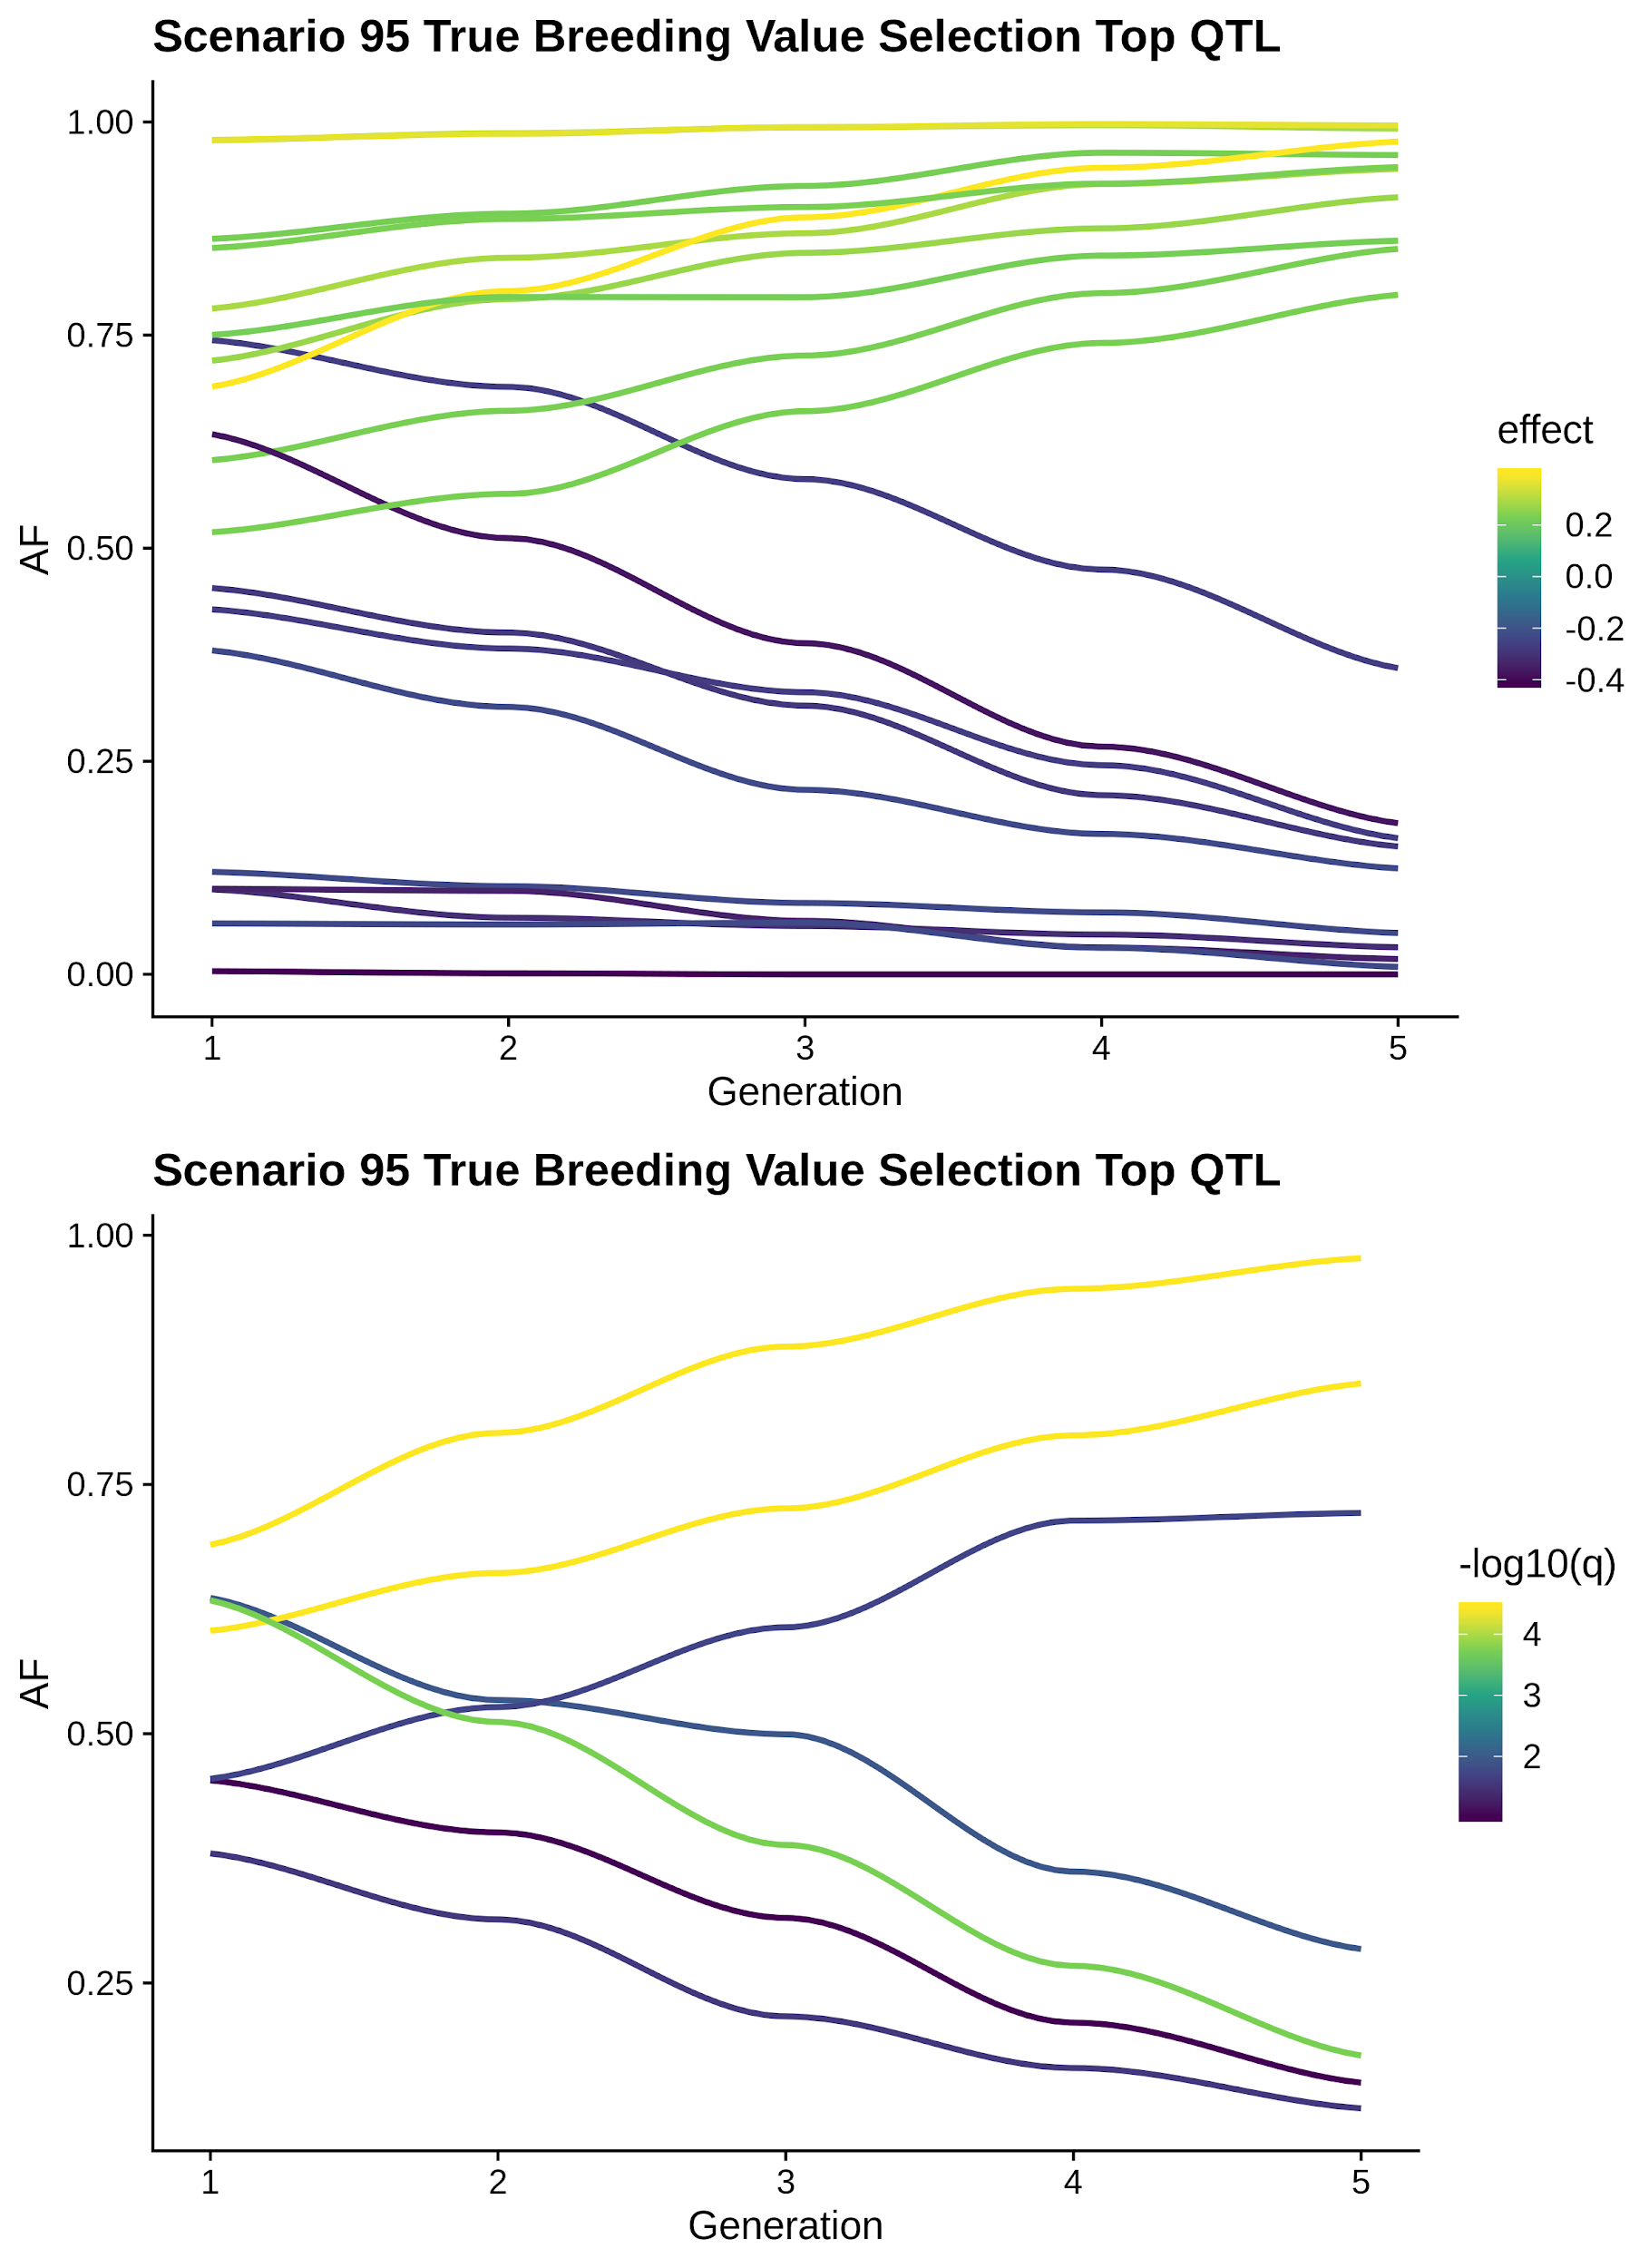 Scenario 95 True Breeding Value Selection Top QTL
1.00
0.75
0.50
0.25
0.00
AF
1 2 3 4 5
Generation
effect
0.2
0.0
-0.2
-0.4
Scenario 95 True Breeding Value Selection Top QTL
1.00
0.75
0.50
0.25
AF
1 2 3 4 5
Generation
-log10(q)
4
3
2